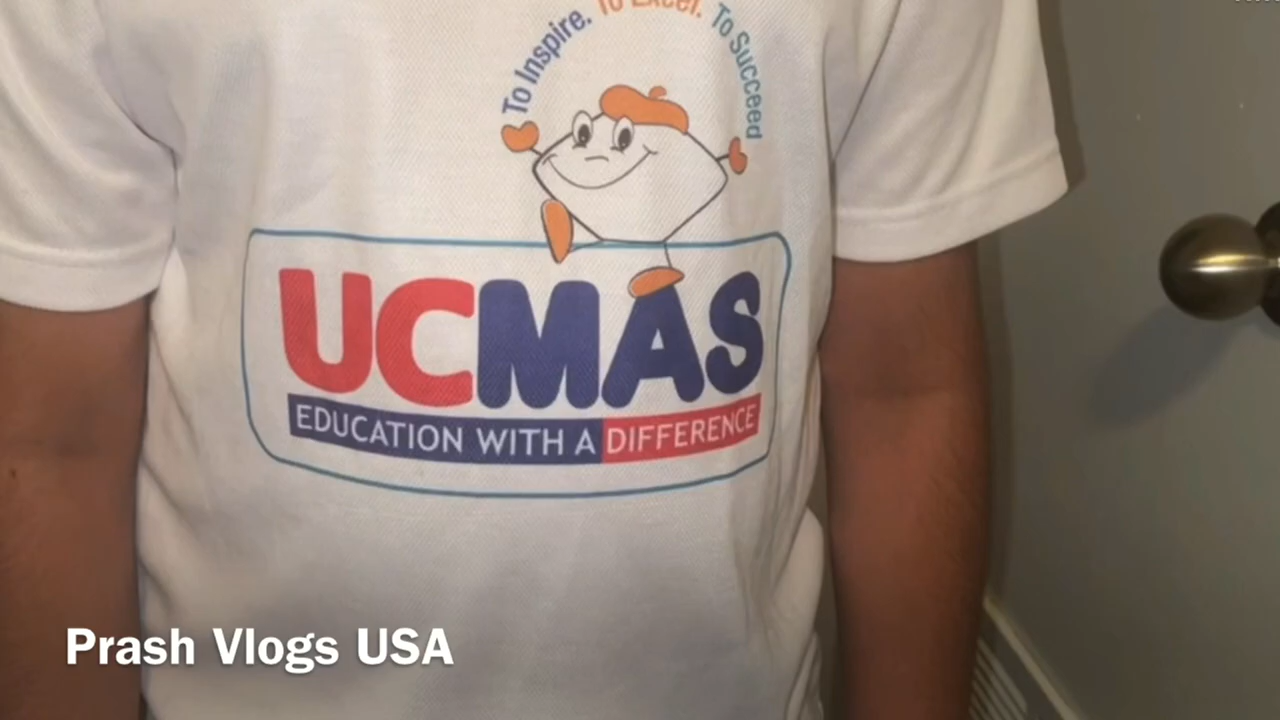 To Inspire. To Excel. To Succeed
UCMAS
EDUCATION WITH A DIFFERENCE
Prash Vlogs USA